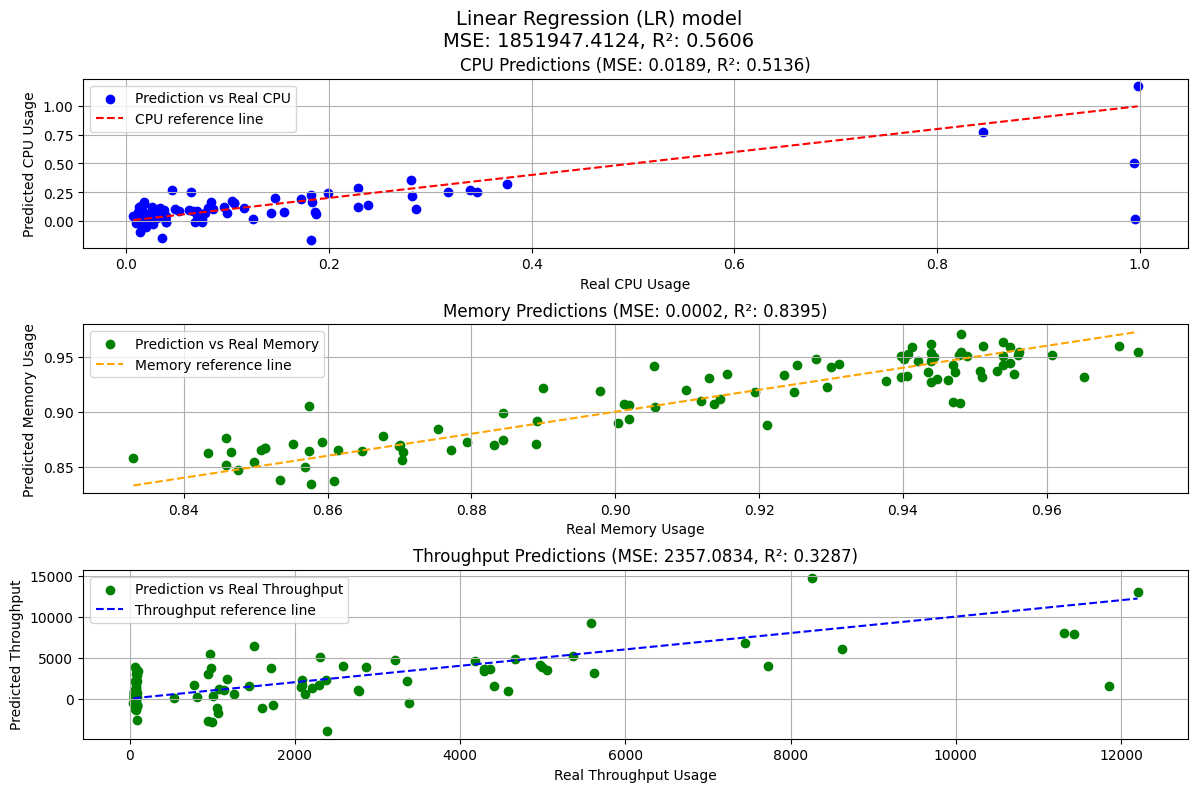 Linear Regression (LR) model
MSE: 1851947.4124, R²: 0.5606
CPU Predictions (MSE: 0.0189, R²: 0.5136)
Predicted CPU Usage
1.00
0.75
0.50
0.25
0.00
Prediction vs Real CPU
CPU reference line
0.0 0.2 0.4 0.6 0.8 1.0
Real CPU Usage
Memory Predictions (MSE: 0.0002, R²: 0.8395)
Predicted Memory Usage
0.95
0.90
0.85
Prediction vs Real Memory
Memory reference line
0.84 0.86 0.88 0.90 0.92 0.94 0.96
Real Memory Usage
Throughput Predictions (MSE: 2357.0834, R²: 0.3287)
Predicted Throughput
15000
10000
5000
0
Prediction vs Real Throughput
Throughput reference line
0 2000 4000 6000 8000 10000 12000
Real Throughput Usage